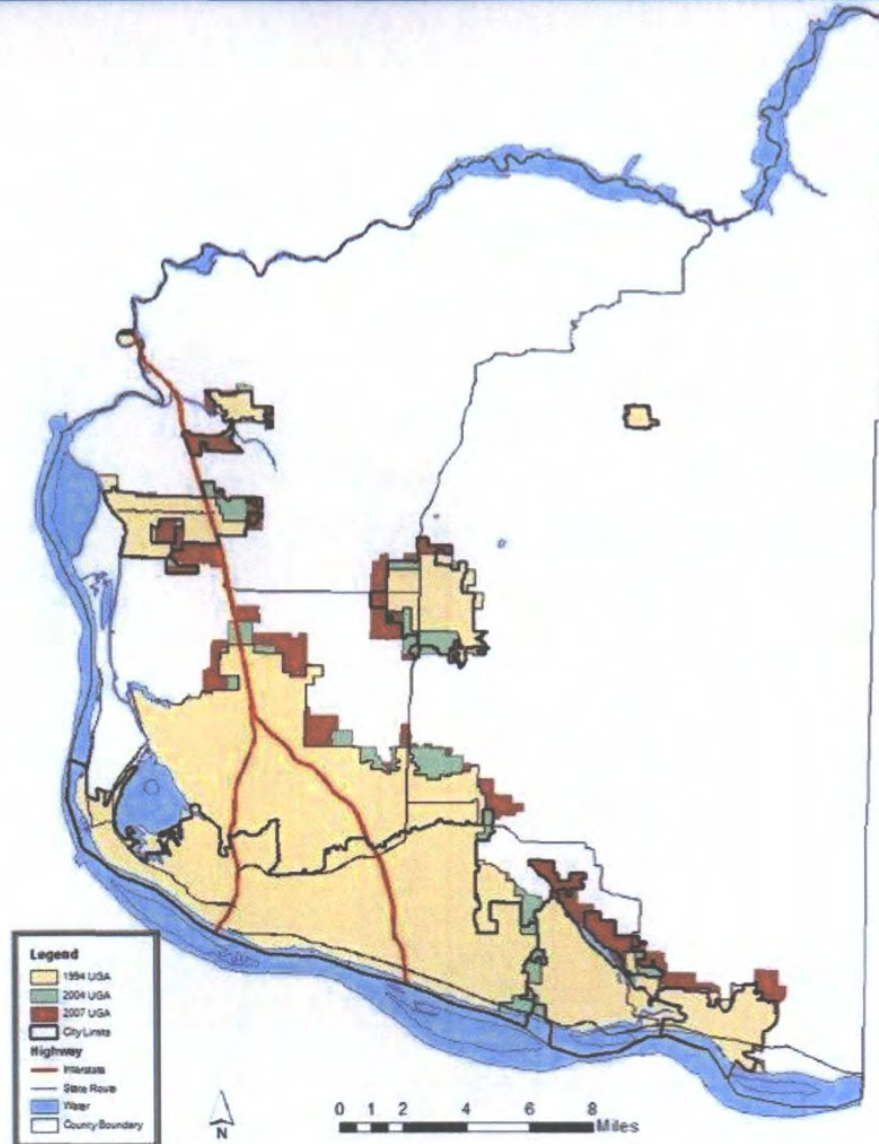 Legend
1994 UGA
2004 UGA
2007 UGA
City Limits
Highway
Interstate
State Route
Water
County Boundary
N
0 1 2 4 6 8
Miles